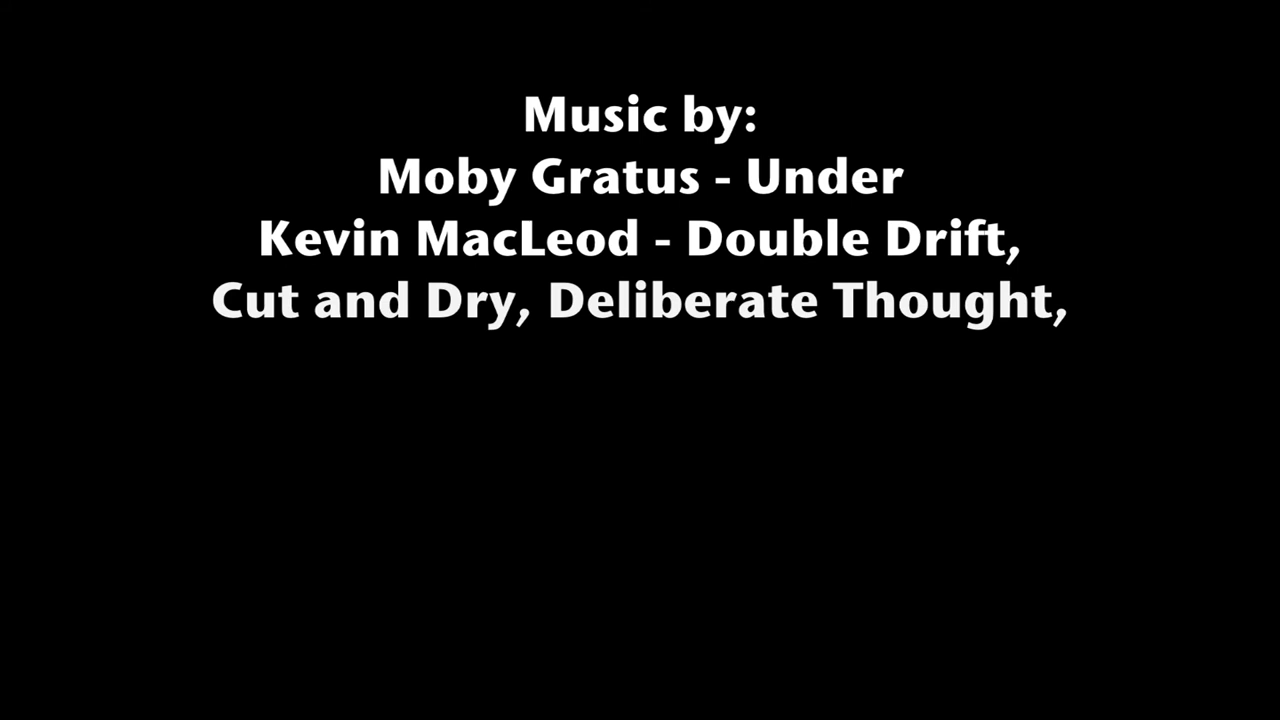 Music by:
Moby Gratus - Under
Kevin MacLeod - Double Drift,
Cut and Dry, Deliberate Thought,